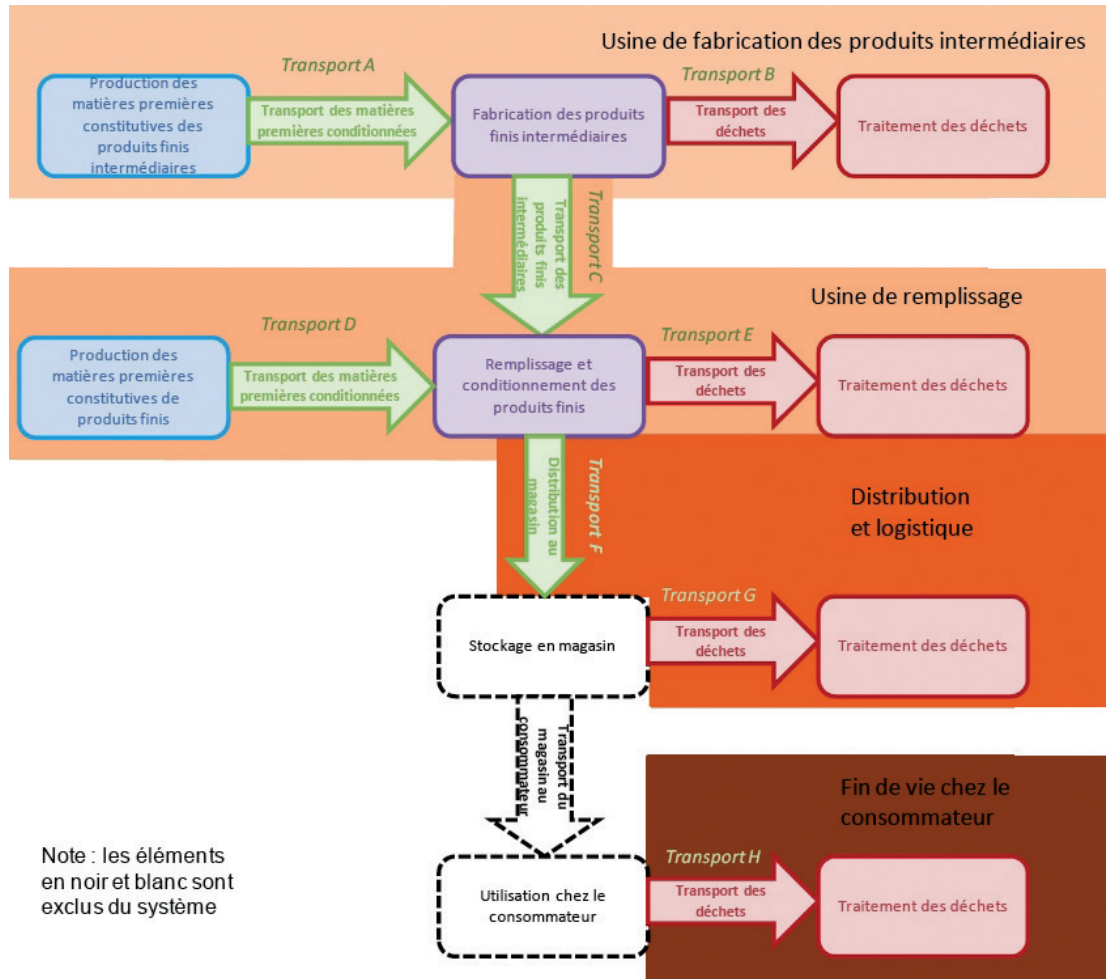 Usine de fabrication des produits intermédiaires
Transport A
Transport B
Production des
matières premières
constitutives des
produits finis
intermédiaires
Transport des matières
premières conditionnées
Fabrication des produits
finis intermédiaires
Transport des
déchets
Traitement des déchets
Transport C
Transport des
produits finis
intermédiaires
Usine de remplissage
Transport D
Transport E
Production des
matières premières
constitutives de
produits finis
Transport des matières
premières conditionnées
Remplissage et
conditionnement des
produits finis
Transport des
déchets
Traitement des déchets
Transport F
Distribution au
magasin
Distribution
et logistique
Transport G
Stockage en magasin
Transport des
déchets
Traitement des déchets
Transport du
magasin au
consommateur
Fin de vie chez le
consommateur
Note : les éléments
en noir et blanc sont
exclus du système
Transport H
Utilisation chez le
consommateur
Transport des
déchets
Traitement des déchets